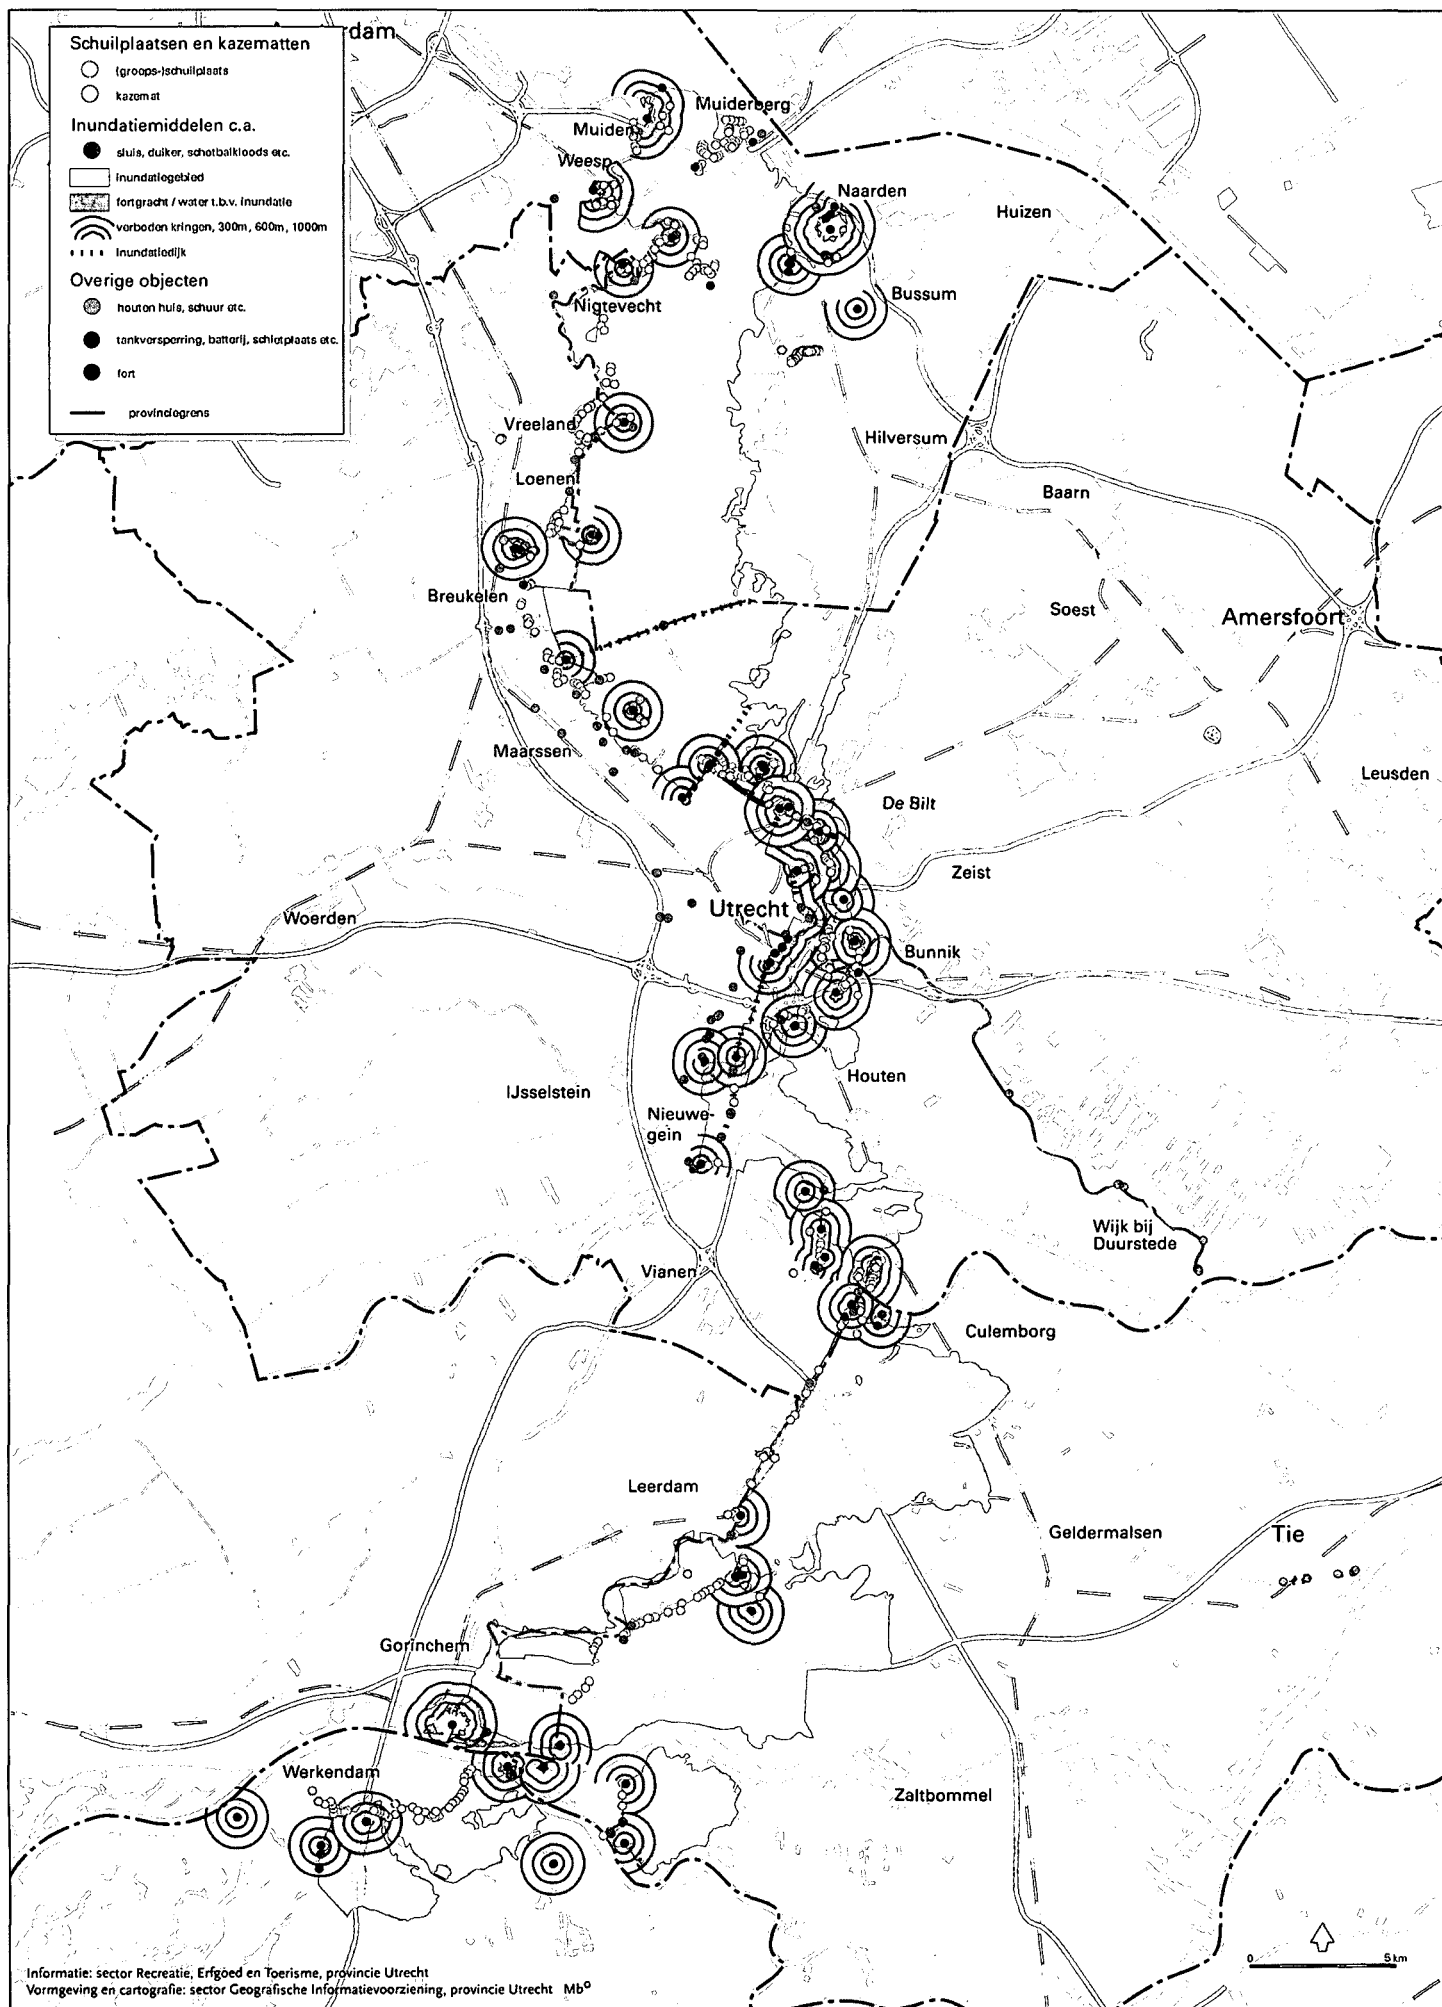 Schuilplaatsen en kazematten
(groeps-)schuilplaats
kazemat
Inundatiemiddelen c.a.
sluis, duiker, schotbalkloods etc.
inundatiegebied
fortgracht / water t.b.v. inundatie
verboden kringen, 300m, 600m, 1000m
inundatiedijk
Overige objecten
houten huis, schuur etc.
tankversperring, batterij, schietplaats etc.
fort
provinciegrens
rdam
Muiderberg
Muiden
Weesp
Naarden
Huizen
Bussum
Nigtevecht
Vreeland
Hilversum
Loenen
Baarn
Breukelen
Soest
Amersfoort
Maarssen
Leusden
De Bilt
Zeist
Utrecht
Woerden
Bunnik
Houten
IJsselstein
Nieuwe-
gein
Wijk bij
Duurstede
Vianen
Culemborg
Leerdam
Geldermalsen
Tie
Gorinchem
Werkendam
Zaltbommel
0 5km
Informatie: sector Recreatie, Erfgoed en Toerisme, provincie Utrecht
Vormgeving en cartografie: sector Geografische Informatievoorziening, provincie Utrecht Mb°